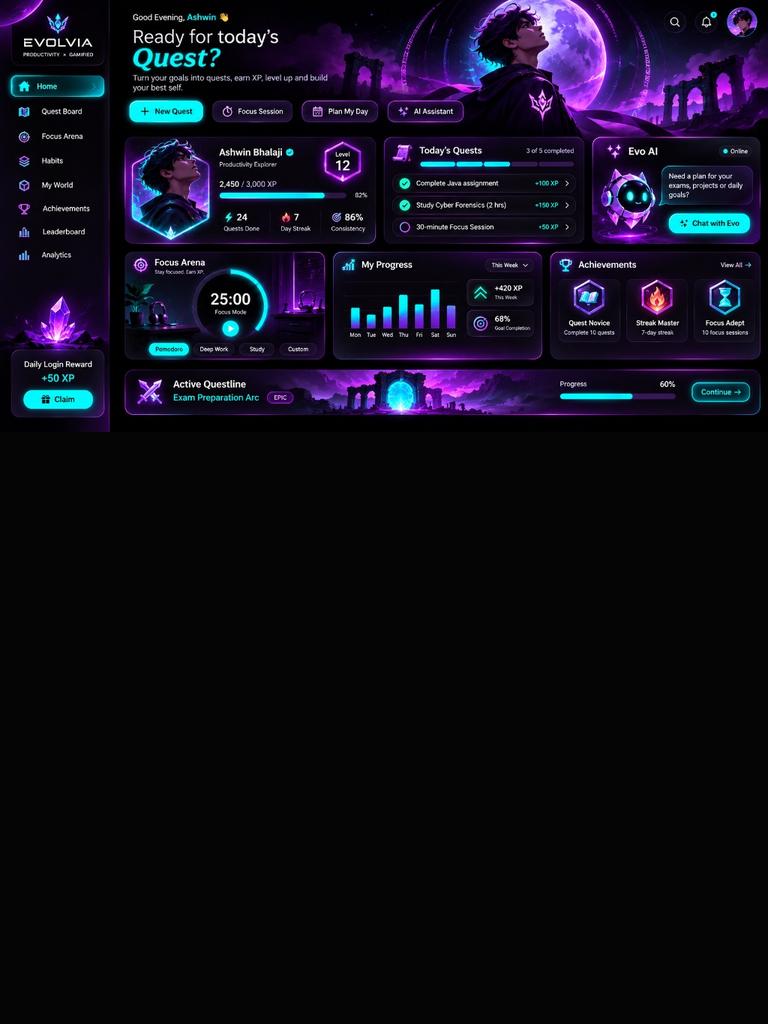 EVOLVIA
PRODUCTIVITY × GAMIFIED
Home
Quest Board
Focus Arena
Habits
My World
Achievements
Leaderboard
Analytics
Daily Login Reward
+50 XP
Claim
Good Evening, Ashwin 👋
Ready for today's
Quest?
Turn your goals into quests, earn XP, level up and build
your best self.
New Quest
Focus Session
Plan My Day
AI Assistant
Ashwin Bhalaji
Productivity Explorer
Level
12
2,450 / 3,000 XP
82%
24
Quests Done
7
Day Streak
86%
Consistency
Today's Quests
3 of 5 completed
Complete Java assignment
+100 XP
Study Cyber Forensics (2 hrs)
+150 XP
30-minute Focus Session
+50 XP
Evo AI
Online
Need a plan for your
exams, projects or daily
goals?
Chat with Evo
Focus Arena
Stay focused. Earn XP.
25:00
Focus Mode
Pomodoro
Deep Work
Study
Custom
My Progress
This Week
Mon Tue Wed Thu Fri Sat Sun
+420 XP
This Week
68%
Goal Completion
Achievements
View All →
Quest Novice
Complete 10 quests
Streak Master
7-day streak
Focus Adept
10 focus sessions
Active Questline
Exam Preparation Arc
EPIC
Progress
60%
Continue →